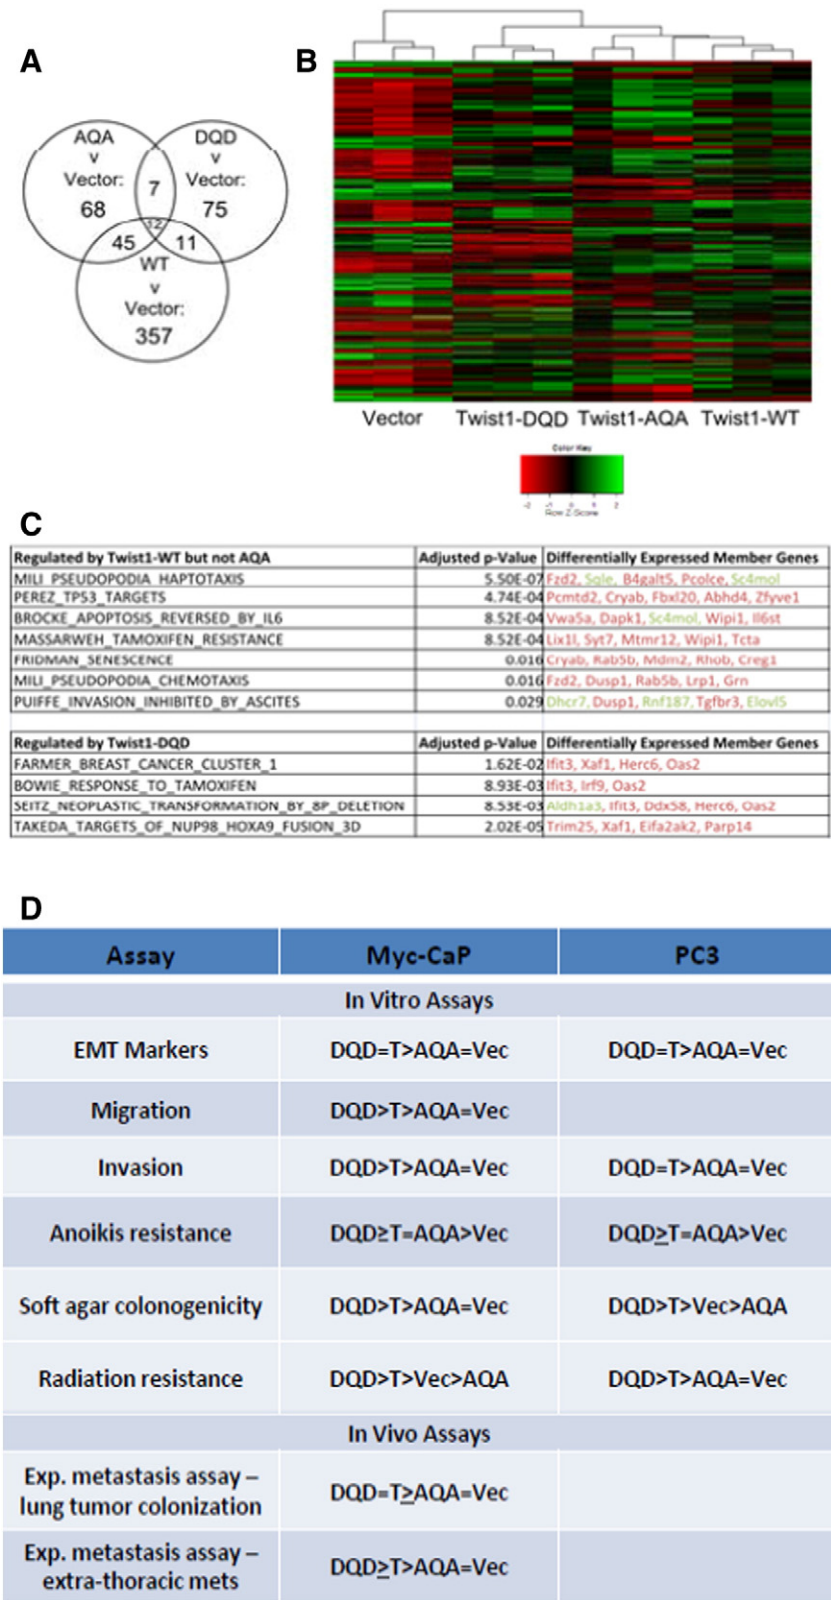 A
B
AQA
v
Vector:
68
DQD
v
Vector:
75
7
12
45
11
WT
v
Vector:
357
Vector Twist1-DQD Twist1-AQA Twist1-WT
Color Key
-2 -1 0 1 2
Row Z-Score
C
Regulated by Twist1-WT but not AQA Adjusted p-Value Differentially Expressed Member Genes
MILI_PSEUDOPODIA_HAPTOTAXIS 5.50E-07 Fzd2, Sqle, B4galt5, Pcolce, Sc4mol
PEREZ_TP53_TARGETS 4.74E-04 Pcmtd2, Cryab, Fbxl20, Abhd4, Zfyve1
BROCKE_APOPTOSIS_REVERSED_BY_IL6 8.52E-04 Vwa5a, Dapk1, Sc4mol, Wipi1, Il6st
MASSARWEH_TAMOXIFEN_RESISTANCE 8.52E-04 Lix1l, Syt7, Mtmr12, Wipi1, Tcta
FRIDMAN_SENESCENCE 0.016 Cryab, Rab5b, Mdm2, Rhob, Creg1
MILI_PSEUDOPODIA_CHEMOTAXIS 0.016 Fzd2, Dusp1, Rab5b, Lrp1, Grn
PUIFFE_INVASION_INHIBITED_BY_ASCITES 0.029 Dhcr7, Dusp1, Rnf187, Tgfbr3, Elovl5
Regulated by Twist1-DQD Adjusted p-Value Differentially Expressed Member Genes
FARMER_BREAST_CANCER_CLUSTER_1 1.62E-02 Ifit3, Xaf1, Herc6, Oas2
BOWIE_RESPONSE_TO_TAMOXIFEN 8.93E-03 Ifit3, Irf9, Oas2
SEITZ_NEOPLASTIC_TRANSFORMATION_BY_8P_DELETION 8.53E-03 Aldh1a3, Ifit3, Ddx58, Herc6, Oas2
TAKEDA_TARGETS_OF_NUP98_HOXA9_FUSION_3D 2.02E-05 Trim25, Xaf1, Eifa2ak2, Parp14
D
Assay Myc-CaP PC3
In Vitro Assays
EMT Markers DQD=T>AQA=Vec DQD=T>AQA=Vec
Migration DQD>T>AQA=Vec
Invasion DQD>T>AQA=Vec DQD=T>AQA=Vec
Anoikis resistance DQD≥T=AQA>Vec DQD≥T=AQA>Vec
Soft agar colonogenicity DQD>T>AQA=Vec DQD>T>Vec>AQA
Radiation resistance DQD>T>Vec>AQA DQD>T>AQA=Vec
In Vivo Assays
Exp. metastasis assay –
lung tumor colonization DQD=T≥AQA=Vec
Exp. metastasis assay –
extra-thoracic mets DQD≥T>AQA=Vec